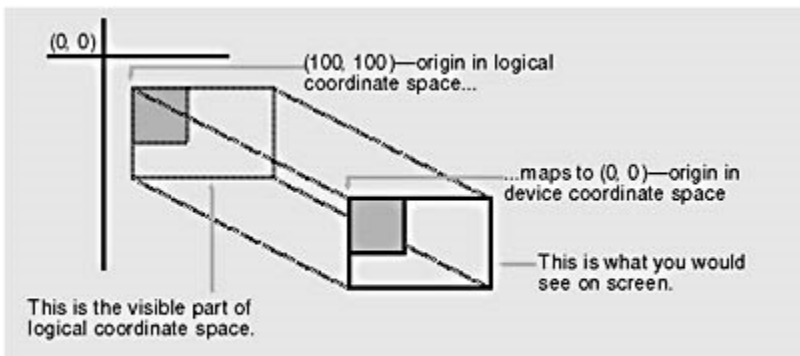 (0, 0)
(100, 100)—origin in logical
coordinate space...
...maps to (0, 0)—origin in
device coordinate space
This is what you would
see on screen.
This is the visible part of
logical coordinate space.